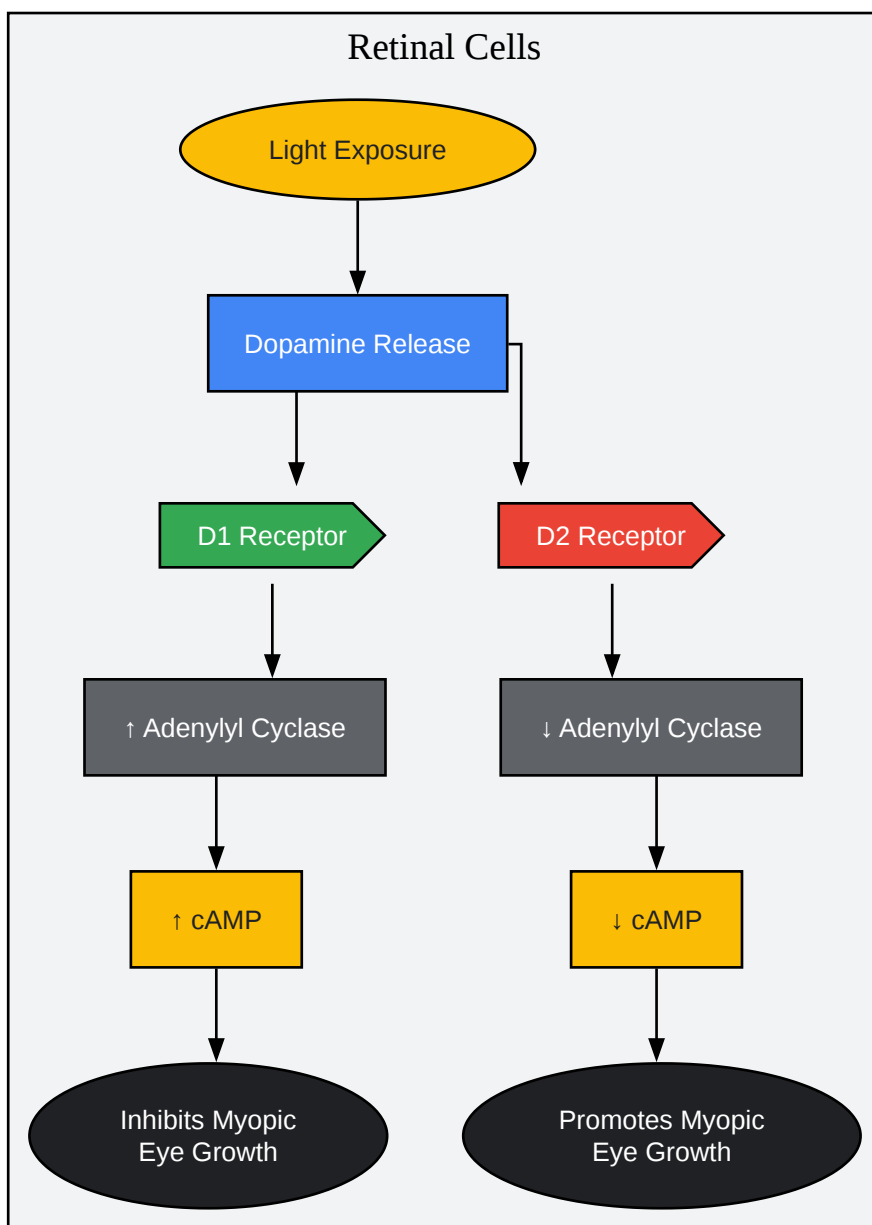 Retinal Cells
Light Exposure
Dopamine Release
D1 Receptor
D2 Receptor
↑ Adenylyl Cyclase
↓ Adenylyl Cyclase
↑ cAMP
↓ cAMP
Inhibits Myopic
Eye Growth
Promotes Myopic
Eye Growth